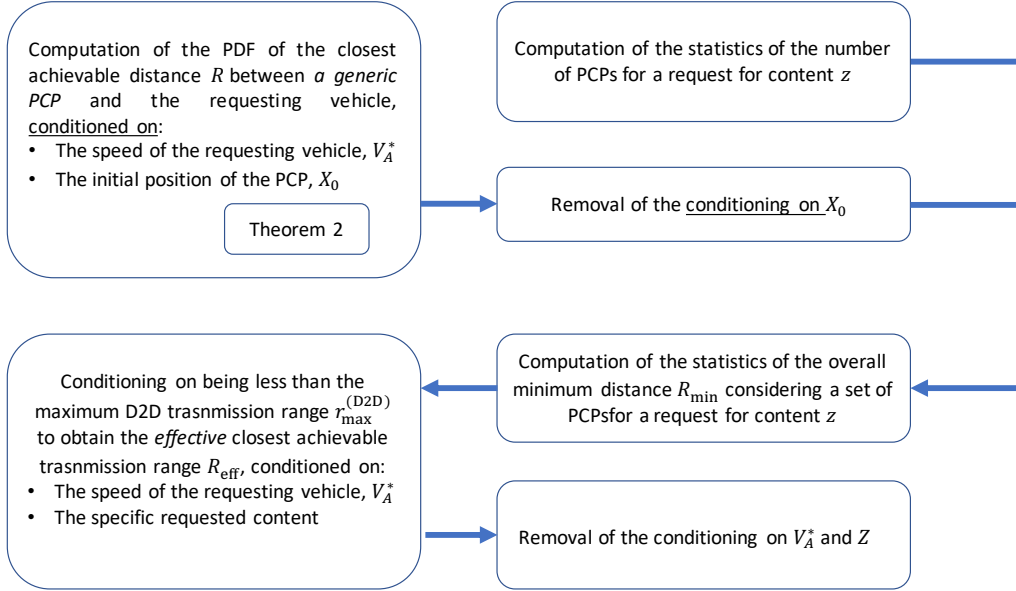 Computation of the PDF of the closest
achievable distance R between a generic
PCP and the requesting vehicle,
conditioned on:
• The speed of the requesting vehicle, V_A^*
• The initial position of the PCP, X_0
Theorem 2
Computation of the statistics of the number
of PCPs for a request for content z
Removal of the conditioning on X_0
Computation of the statistics of the overall
minimum distance R_min considering a set of
PCPsfor a request for content z
Conditioning on being less than the
maximum D2D trasnmission range r_max^(D2D)
to obtain the effective closest achievable
trasnmission range R_eff, conditioned on:
• The speed of the requesting vehicle, V_A^*
• The specific requested content
Removal of the conditioning on V_A^* and Z